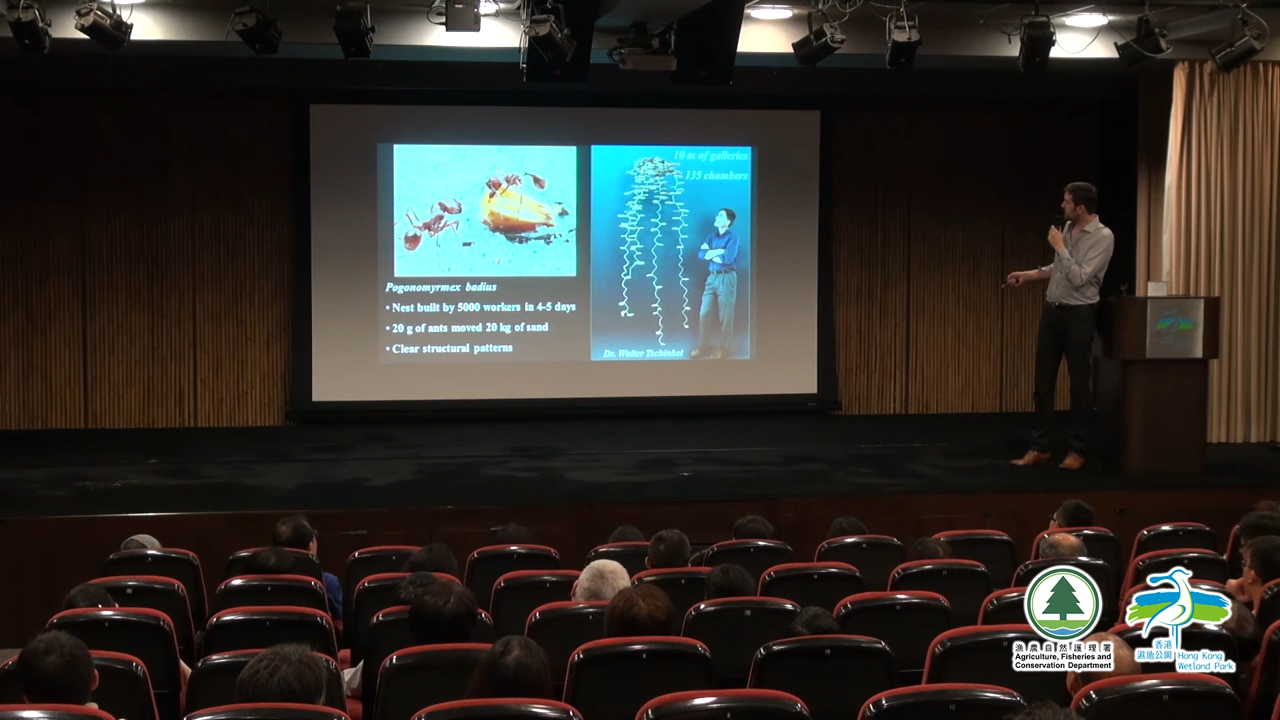 10 m of galleries
135 chambers
Pogonomyrmex badius
• Nest built by 5000 workers in 4-5 days
• 20 g of ants moved 20 kg of sand
• Clear structural patterns
Dr. Walter Tschinkel
漁農自然護理署
Agriculture, Fisheries and
Conservation Department
香港
濕地公園
Hong Kong
Wetland Park